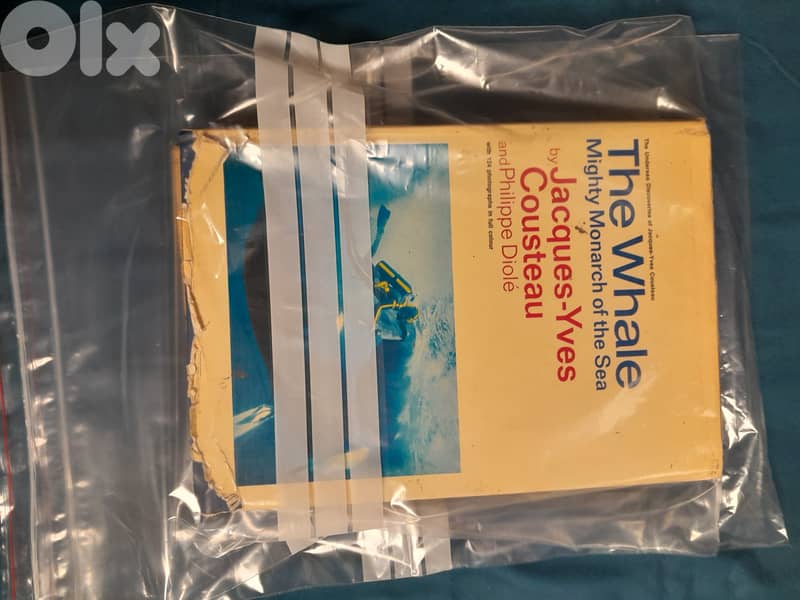 Olx
The Undersea Discoveries of Jacques-Yves Cousteau
The Whale
Mighty Monarch of the Sea
by Jacques-Yves
Cousteau
and Philippe Diolé
with 124 photographs in full colour